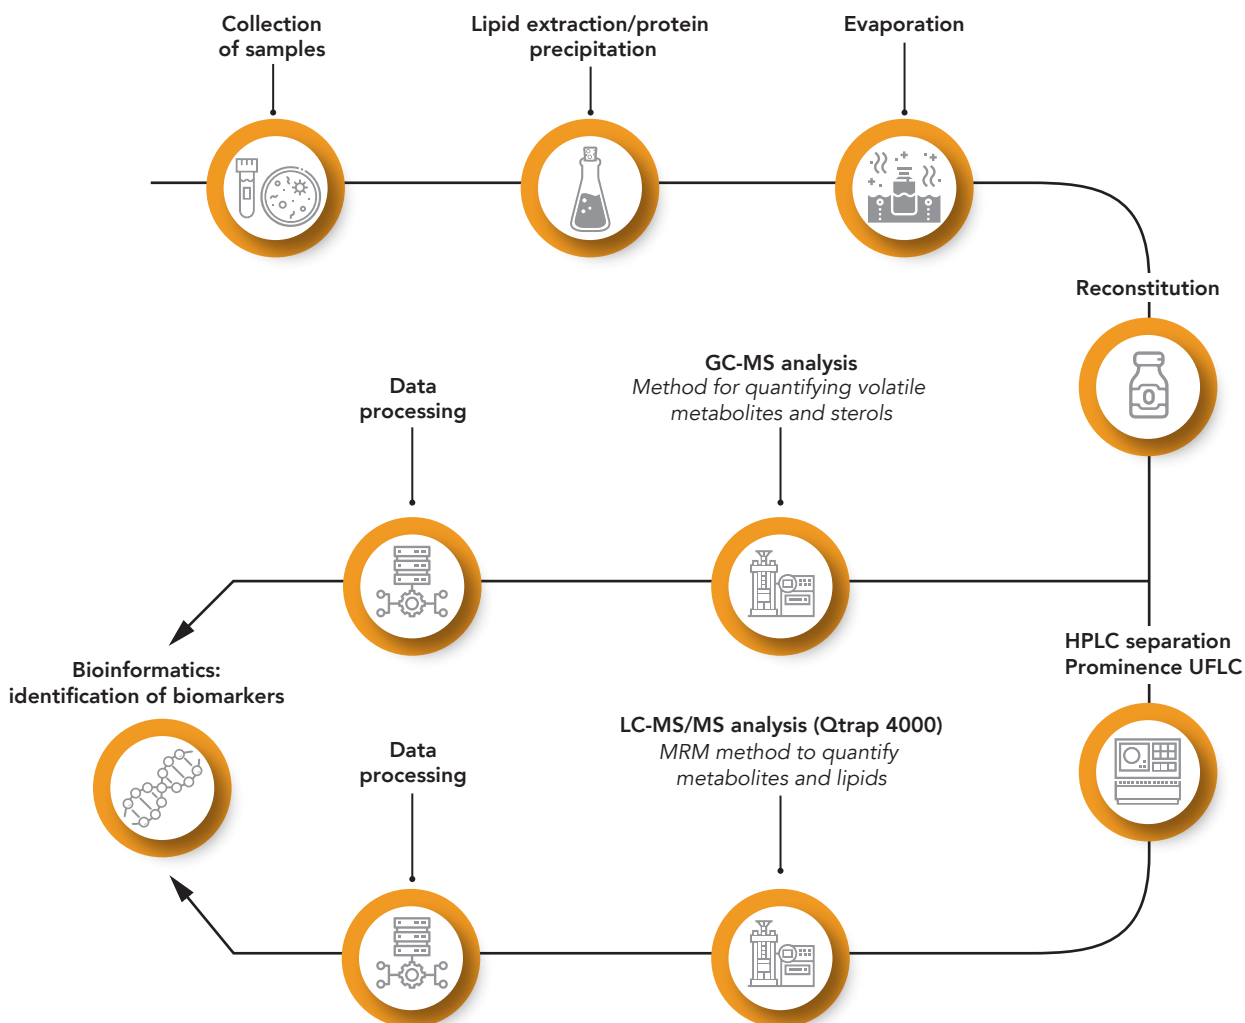 Collection
of samples
Lipid extraction/protein
precipitation
Evaporation
Reconstitution
GC-MS analysis
Method for quantifying volatile
metabolites and sterols
Data
processing
HPLC separation
Prominence UFLC
Bioinformatics:
identification of biomarkers
LC-MS/MS analysis (Qtrap 4000)
MRM method to quantify
metabolites and lipids
Data
processing